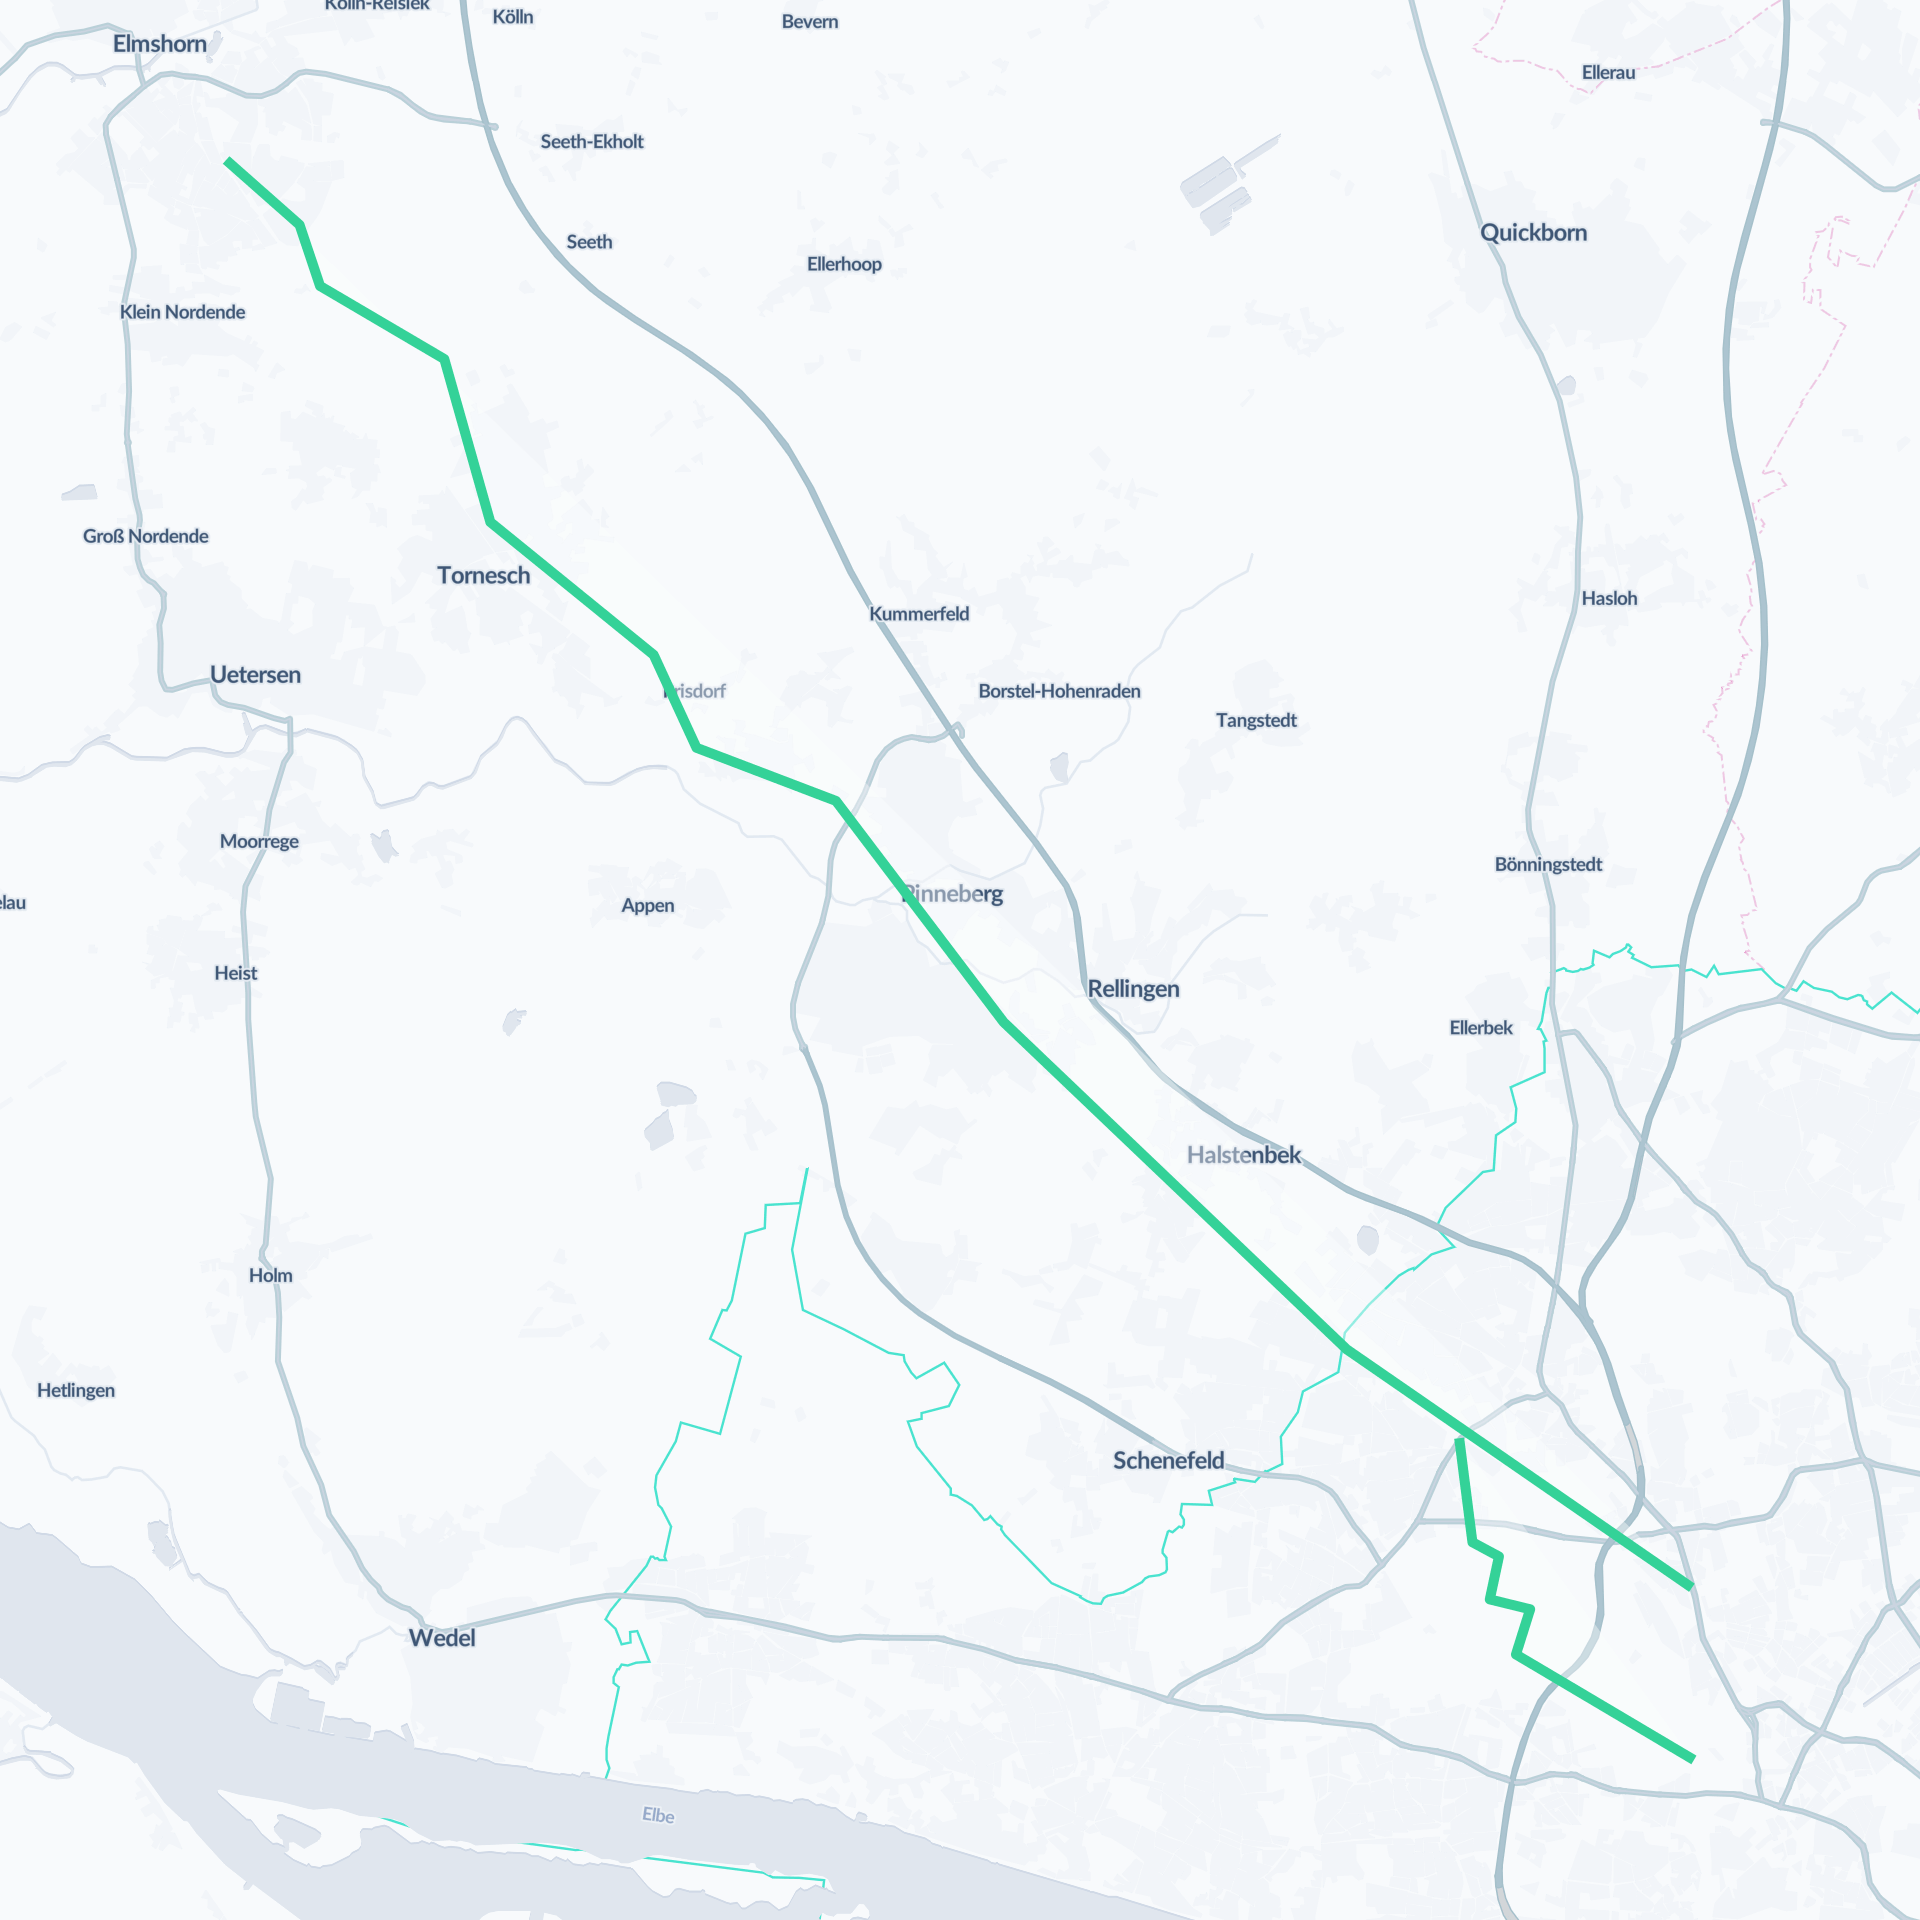 Kölln-Reisiek
Kölln
Bevern
Elmshorn
Ellerau
Seeth-Ekholt
Quickborn
Seeth
Ellerhoop
Klein Nordende
Groß Nordende
Tornesch
Hasloh
Kummerfeld
Uetersen
Prisdorf
Borstel-Hohenraden
Tangstedt
Moorrege
Bönningstedt
Pinneberg
Appen
Heist
Rellingen
Ellerbek
Halstenbek
Holm
Hetlingen
Schenefeld
Wedel
Elbe